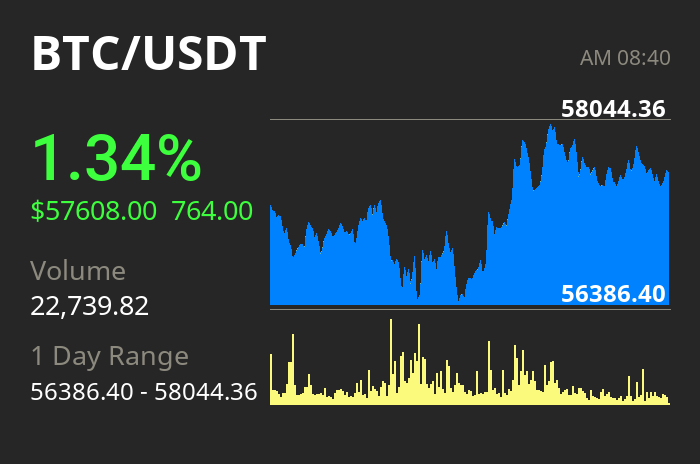 BTC/USDT
AM 08:40
58044.36
1.34%
$57608.00 764.00
Volume
22,739.82
56386.40
1 Day Range
56386.40 - 58044.36